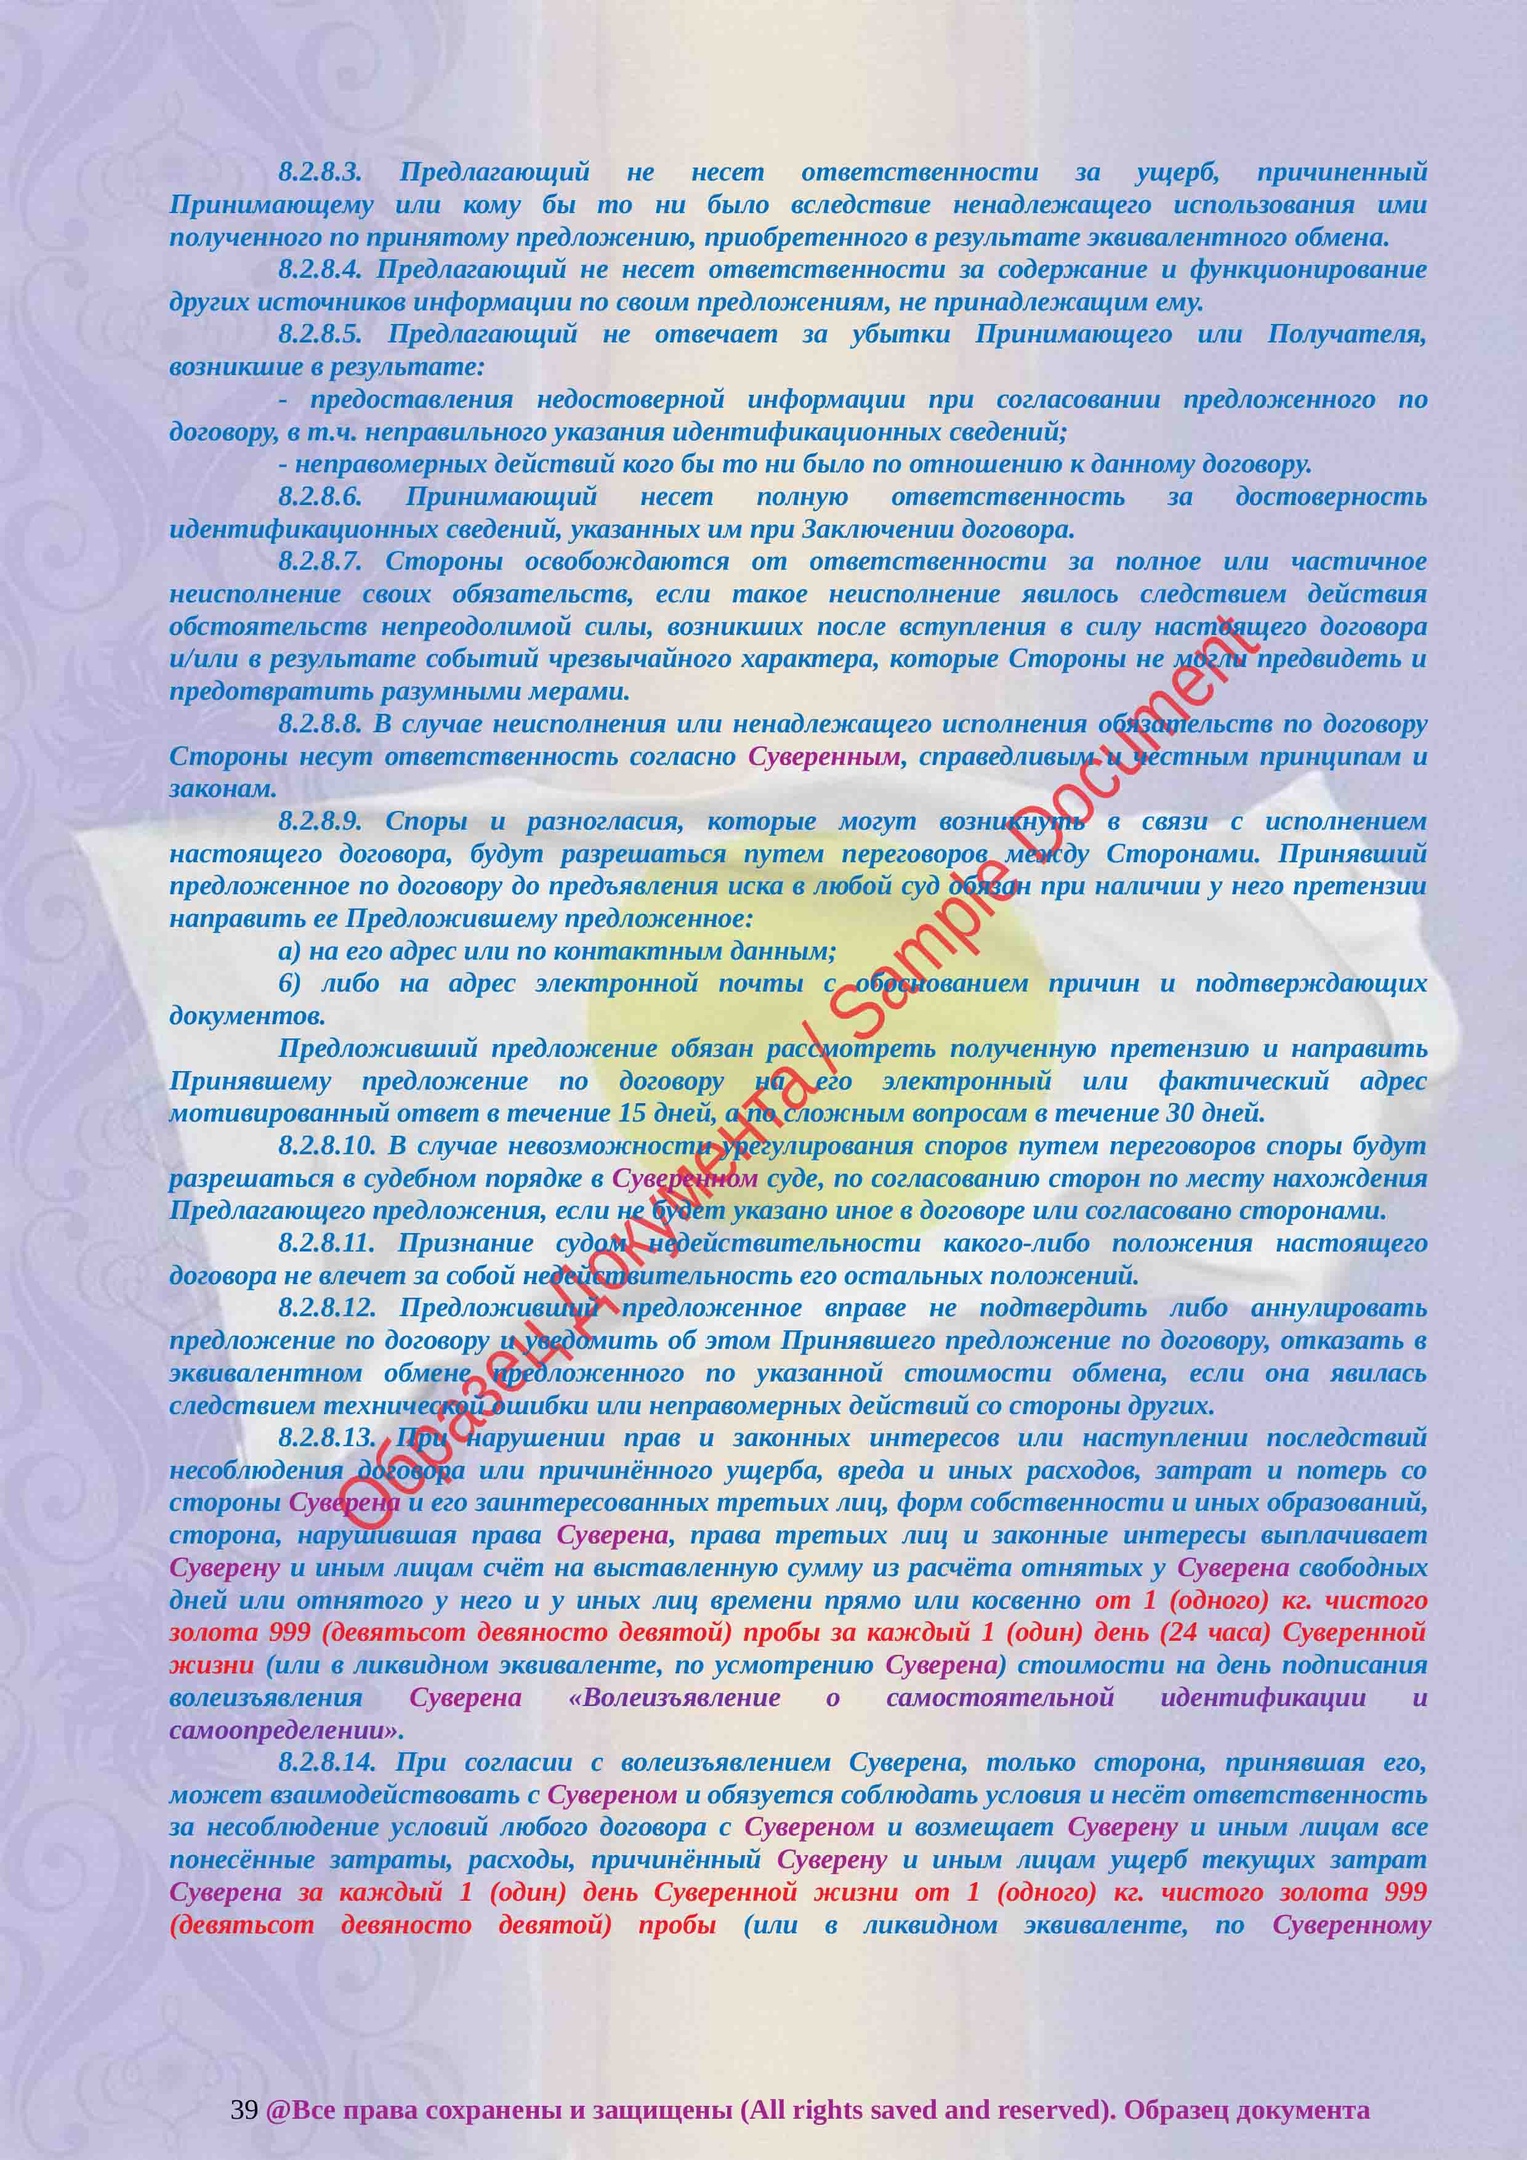 8.2.8.3. Предлагающий не несет ответственности за ущерб, причиненный
Принимающему или кому бы то ни было вследствие ненадлежащего использования ими
полученного по принятому предложению, приобретенного в результате эквивалентного обмена.
8.2.8.4. Предлагающий не несет ответственности за содержание и функционирование
других источников информации по своим предложениям, не принадлежащим ему.
8.2.8.5. Предлагающий не отвечает за убытки Принимающего или Получателя,
возникшие в результате:
- предоставления недостоверной информации при согласовании предложенного по
договору, в т.ч. неправильного указания идентификационных сведений;
- неправомерных действий кого бы то ни было по отношению к данному договору.
8.2.8.6. Принимающий несет полную ответственность за достоверность
идентификационных сведений, указанных им при Заключении договора.
8.2.8.7. Стороны освобождаются от ответственности за полное или частичное
неисполнение своих обязательств, если такое неисполнение явилось следствием действия
обстоятельств непреодолимой силы, возникших после вступления в силу настоящего договора
и/или в результате событий чрезвычайного характера, которые Стороны не могли предвидеть и
предотвратить разумными мерами.
8.2.8.8. В случае неисполнения или ненадлежащего исполнения обязательств по договору
Стороны несут ответственность согласно Суверенным, справедливым и честным принципам и
законам.
8.2.8.9. Споры и разногласия, которые могут возникнуть в связи с исполнением
настоящего договора, будут разрешаться путем переговоров между Сторонами. Принявший
предложенное по договору до предъявления иска в любой суд обязан при наличии у него претензии
направить ее Предложившему предложенное:
а) на его адрес или по контактным данным;
6) либо на адрес электронной почты с обоснованием причин и подтверждающих
документов.
Предложивший предложение обязан рассмотреть полученную претензию и направить
Принявшему предложение по договору на его электронный или фактический адрес
мотивированный ответ в течение 15 дней, а по сложным вопросам в течение 30 дней.
8.2.8.10. В случае невозможности урегулирования споров путем переговоров споры будут
разрешаться в судебном порядке в Суверенном суде, по согласованию сторон по месту нахождения
Предлагающего предложения, если не будет указано иное в договоре или согласовано сторонами.
8.2.8.11. Признание судом недействительности какого-либо положения настоящего
договора не влечет за собой недействительность его остальных положений.
8.2.8.12. Предложивший предложенное вправе не подтвердить либо аннулировать
предложение по договору и уведомить об этом Принявшего предложение по договору, отказать в
эквивалентном обмене предложенного по указанной стоимости обмена, если она явилась
следствием технической ошибки или неправомерных действий со стороны других.
8.2.8.13. При нарушении прав и законных интересов или наступлении последствий
несоблюдения договора или причинённого ущерба, вреда и иных расходов, затрат и потерь со
стороны Суверена и его заинтересованных третьих лиц, форм собственности и иных образований,
сторона, нарушившая права Суверена, права третьих лиц и законные интересы выплачивает
Суверену и иным лицам счёт на выставленную сумму из расчёта отнятых у Суверена свободных
дней или отнятого у него и у иных лиц времени прямо или косвенно от 1 (одного) кг. чистого
золота 999 (девятьсот девяносто девятой) пробы за каждый 1 (один) день (24 часа) Суверенной
жизни (или в ликвидном эквиваленте, по усмотрению Суверена) стоимости на день подписания
волеизъявления Суверена «Волеизъявление о самостоятельной идентификации и
самоопределении».
8.2.8.14. При согласии с волеизъявлением Суверена, только сторона, принявшая его,
может взаимодействовать с Сувереном и обязуется соблюдать условия и несёт ответственность
за несоблюдение условий любого договора с Сувереном и возмещает Суверену и иным лицам все
понесённые затраты, расходы, причинённый Суверену и иным лицам ущерб текущих затрат
Суверена за каждый 1 (один) день Суверенной жизни от 1 (одного) кг. чистого золота 999
(девятьсот девяносто девятой) пробы (или в ликвидном эквиваленте, по Суверенному
Образец Документа / Sample Document
39 @Все права сохранены и защищены (All rights saved and reserved). Образец документа